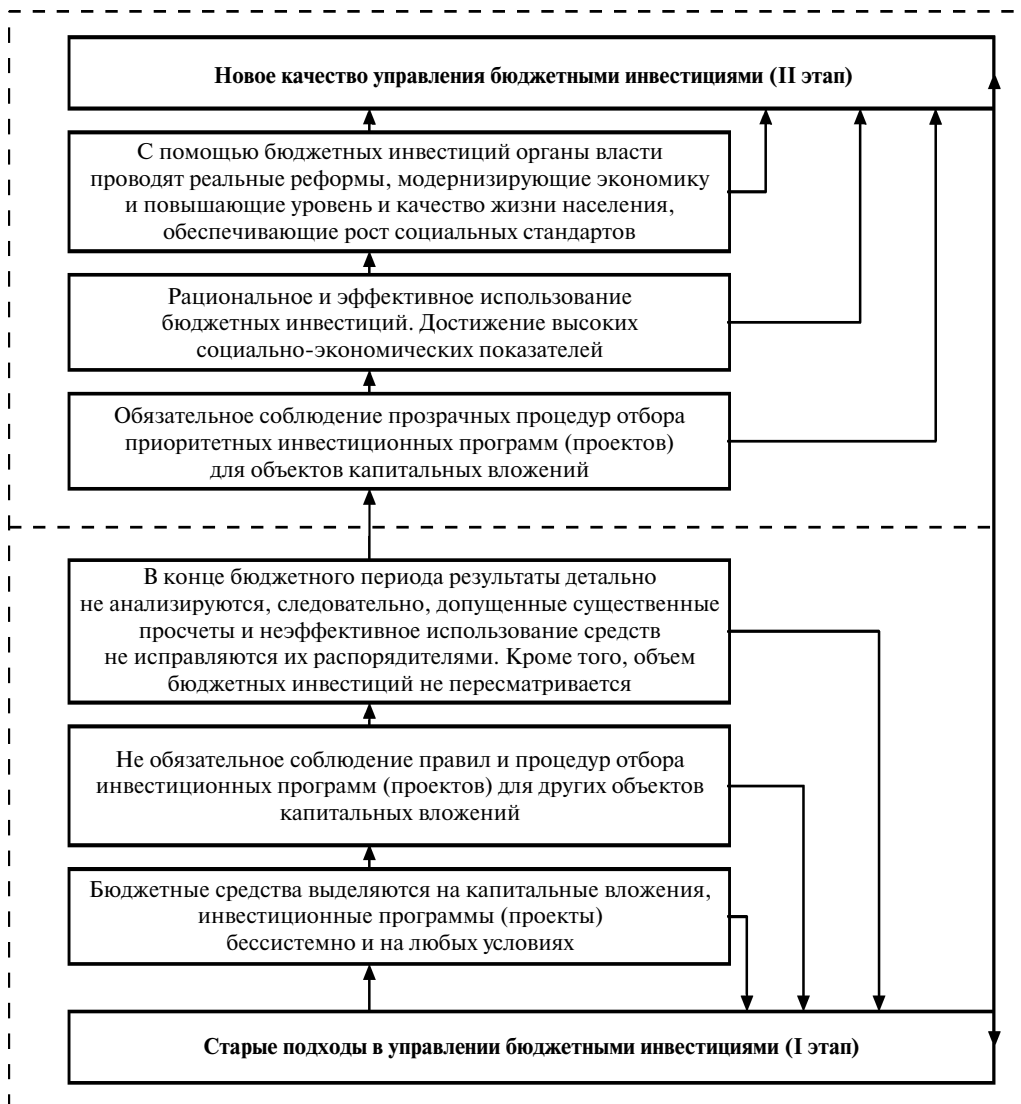 Новое качество управления бюджетными инвестициями (II этап)
С помощью бюджетных инвестиций органы власти
проводят реальные реформы, модернизирующие экономику
и повышающие уровень и качество жизни населения,
обеспечивающие рост социальных стандартов
Рациональное и эффективное использование
бюджетных инвестиций. Достижение высоких
социально-экономических показателей
Обязательное соблюдение прозрачных процедур отбора
приоритетных инвестиционных программ (проектов)
для объектов капитальных вложений
В конце бюджетного периода результаты детально
не анализируются, следовательно, допущенные существенные
просчеты и неэффективное использование средств
не исправляются их распорядителями. Кроме того, объем
бюджетных инвестиций не пересматривается
Не обязательное соблюдение правил и процедур отбора
инвестиционных программ (проектов) для других объектов
капитальных вложений
Бюджетные средства выделяются на капитальные вложения,
инвестиционные программы (проекты)
бессистемно и на любых условиях
Старые подходы в управлении бюджетными инвестициями (I этап)